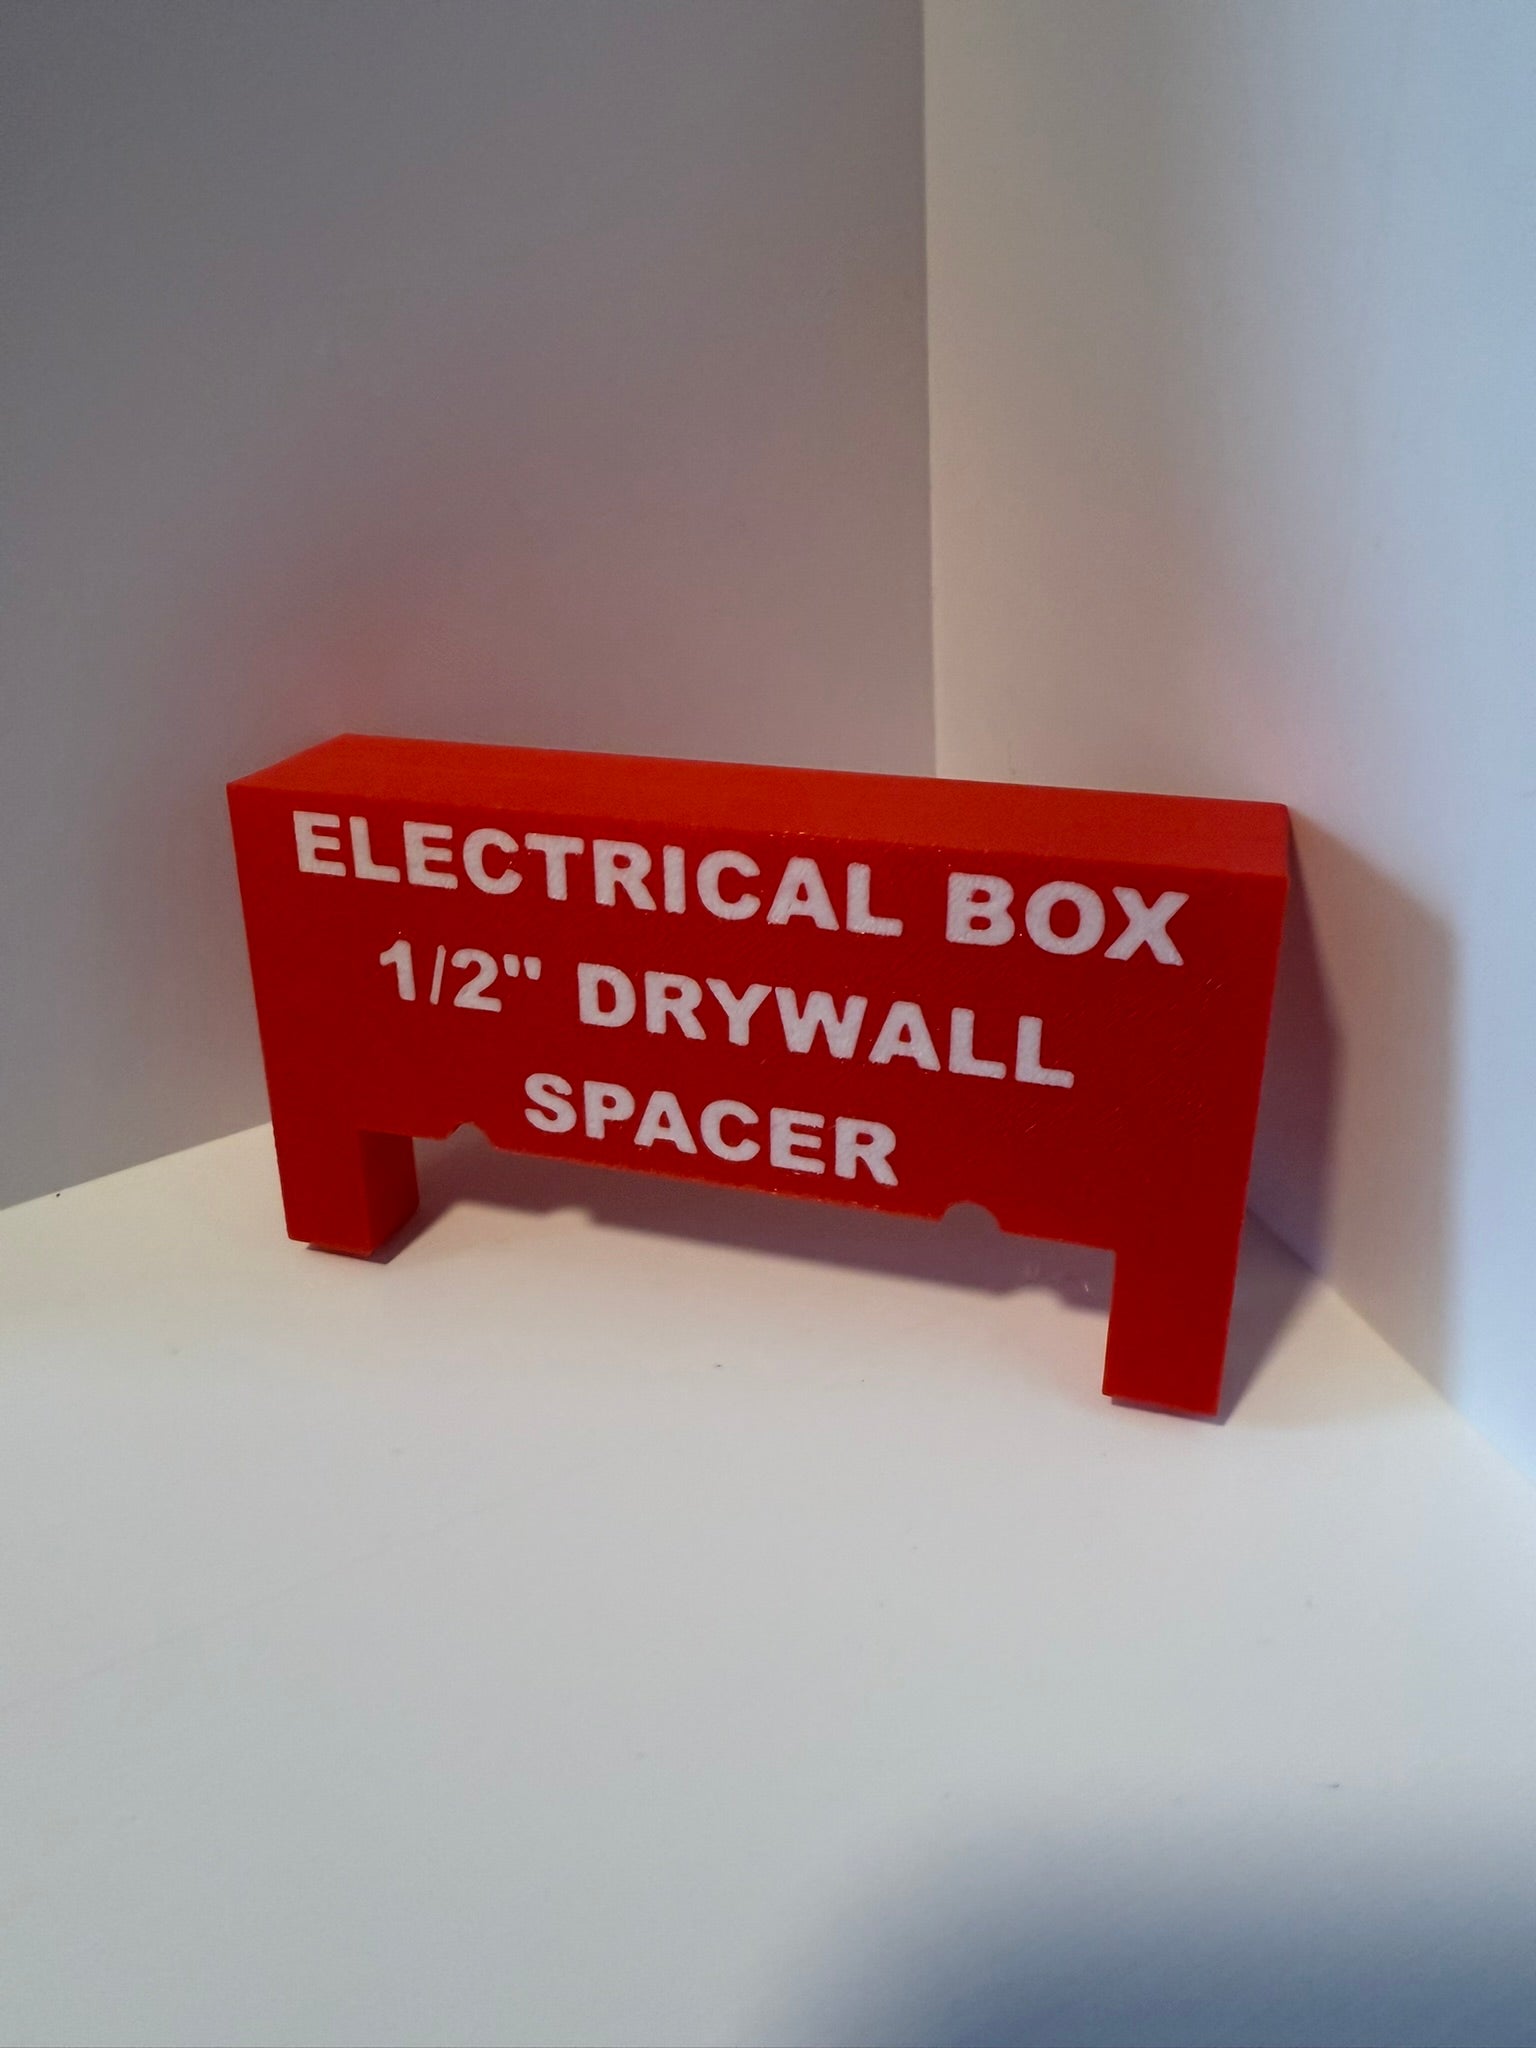 ELECTRICAL BOX
1/2" DRYWALL
SPACER